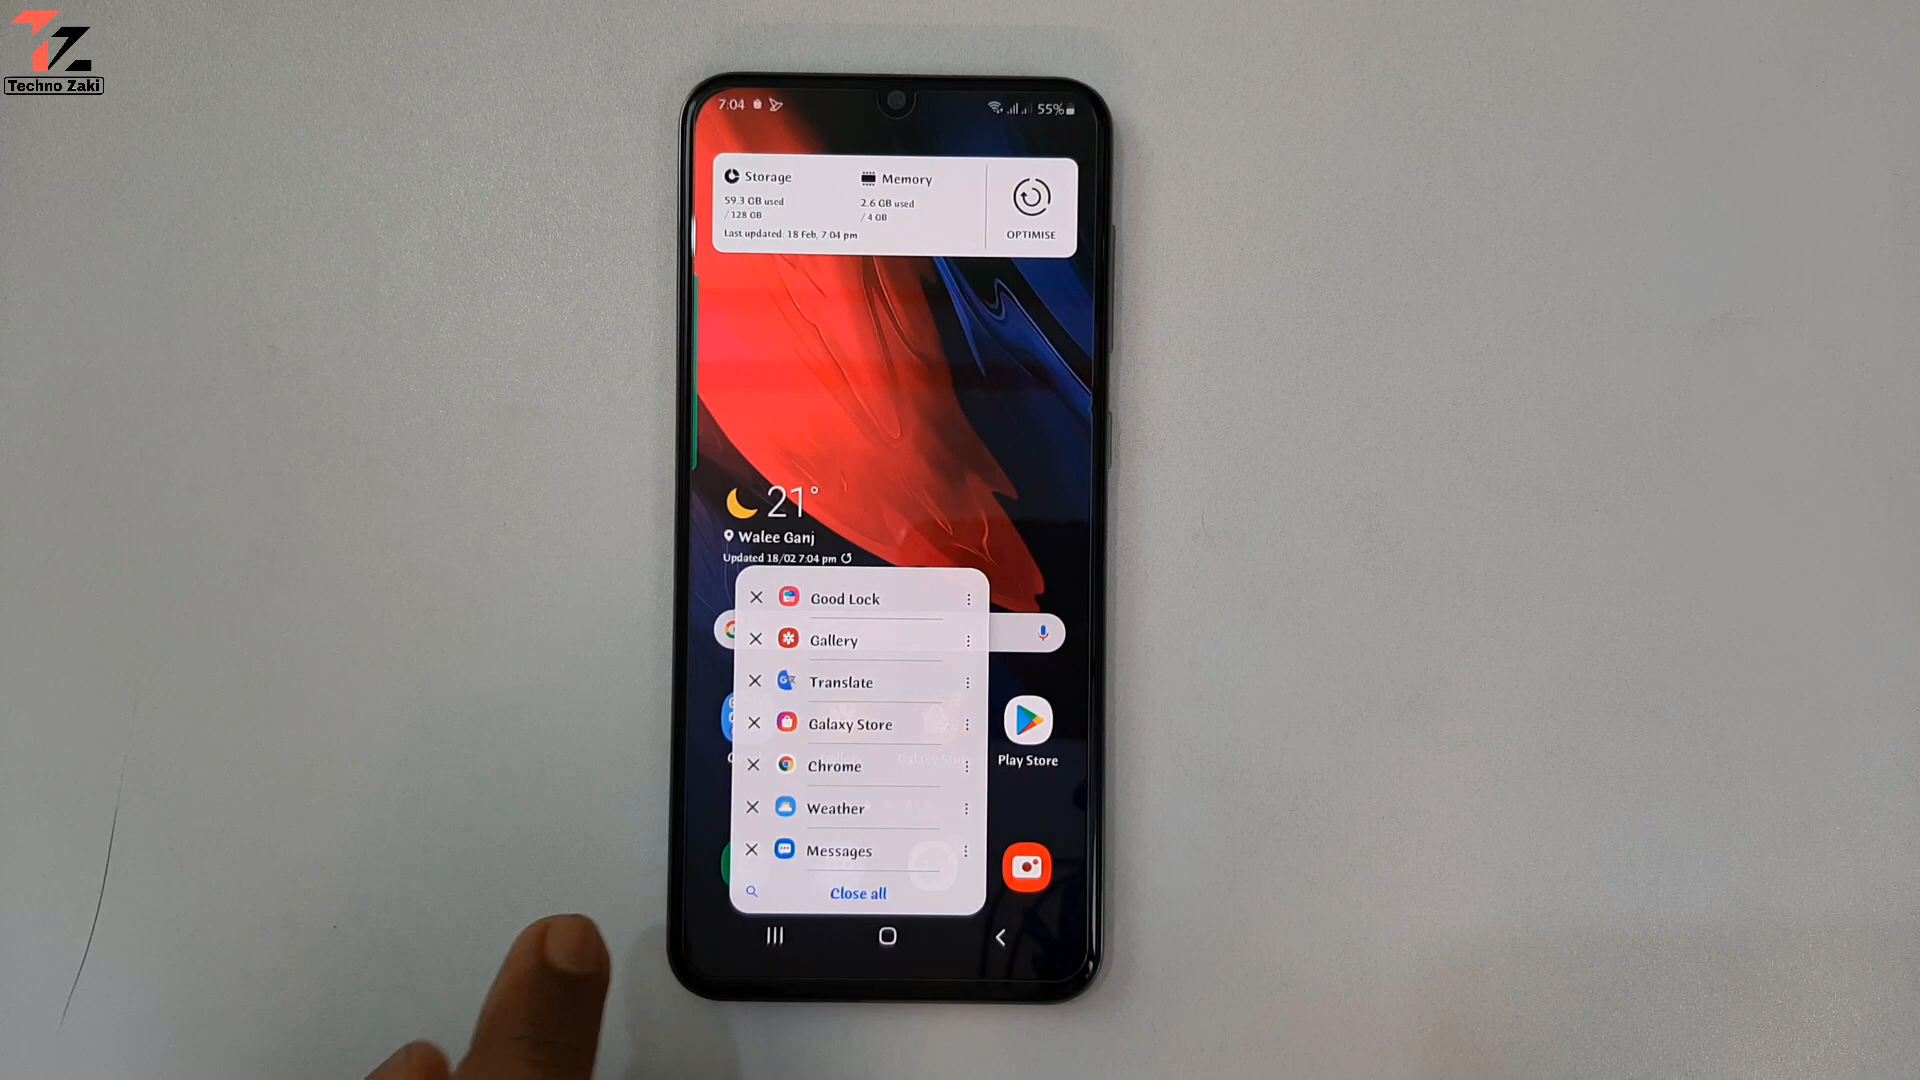 TZ
Techno Zaki
7:04
55%
Storage
Memory
59.3 GB used
/ 128 GB
2.6 GB used
/ 4 GB
Last updated: 18 Feb, 7:04 pm
OPTIMISE
21°
Walee Ganj
Updated 18/02 7:04 pm
Good Lock
Gallery
Translate
Galaxy Store
Chrome
Weather
Messages
Close all
Play Store